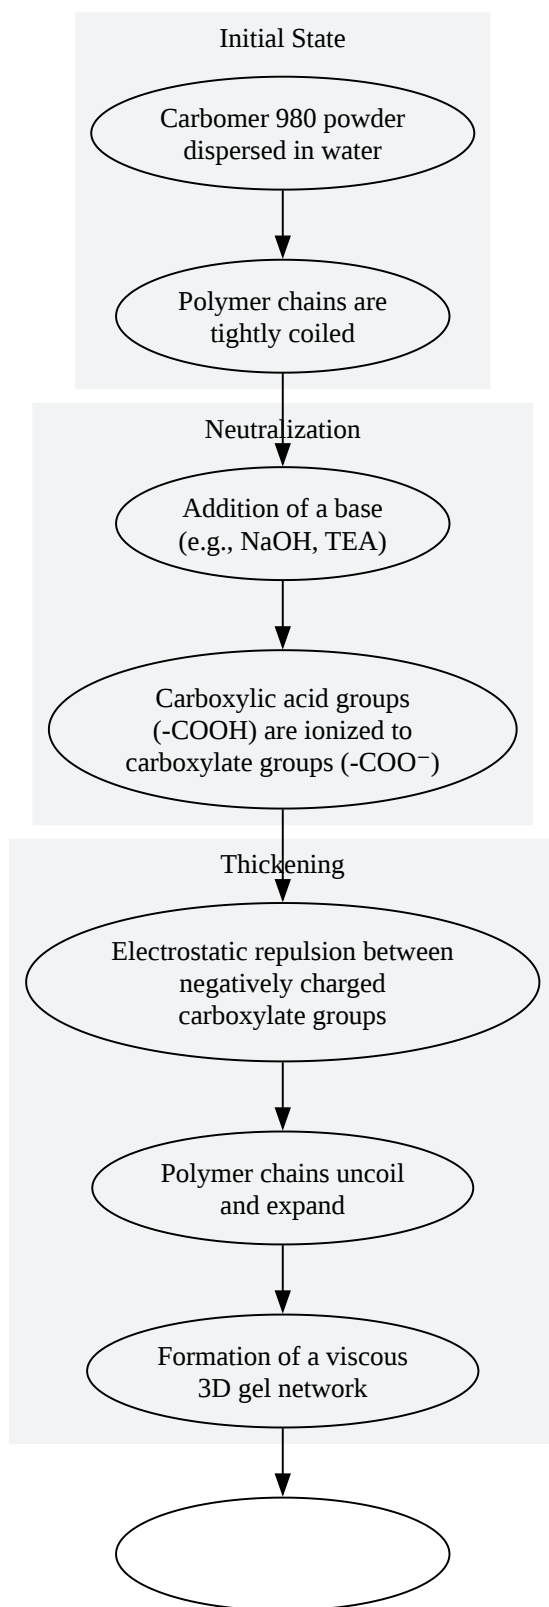 Initial State
Carbomer 980 powder
dispersed in water
Polymer chains are
tightly coiled
Neutralization
Addition of a base
(e.g., NaOH, TEA)
Carboxylic acid groups
(-COOH) are ionized to
carboxylate groups (-COO⁻)
Thickening
Electrostatic repulsion between
negatively charged
carboxylate groups
Polymer chains uncoil
and expand
Formation of a viscous
3D gel network